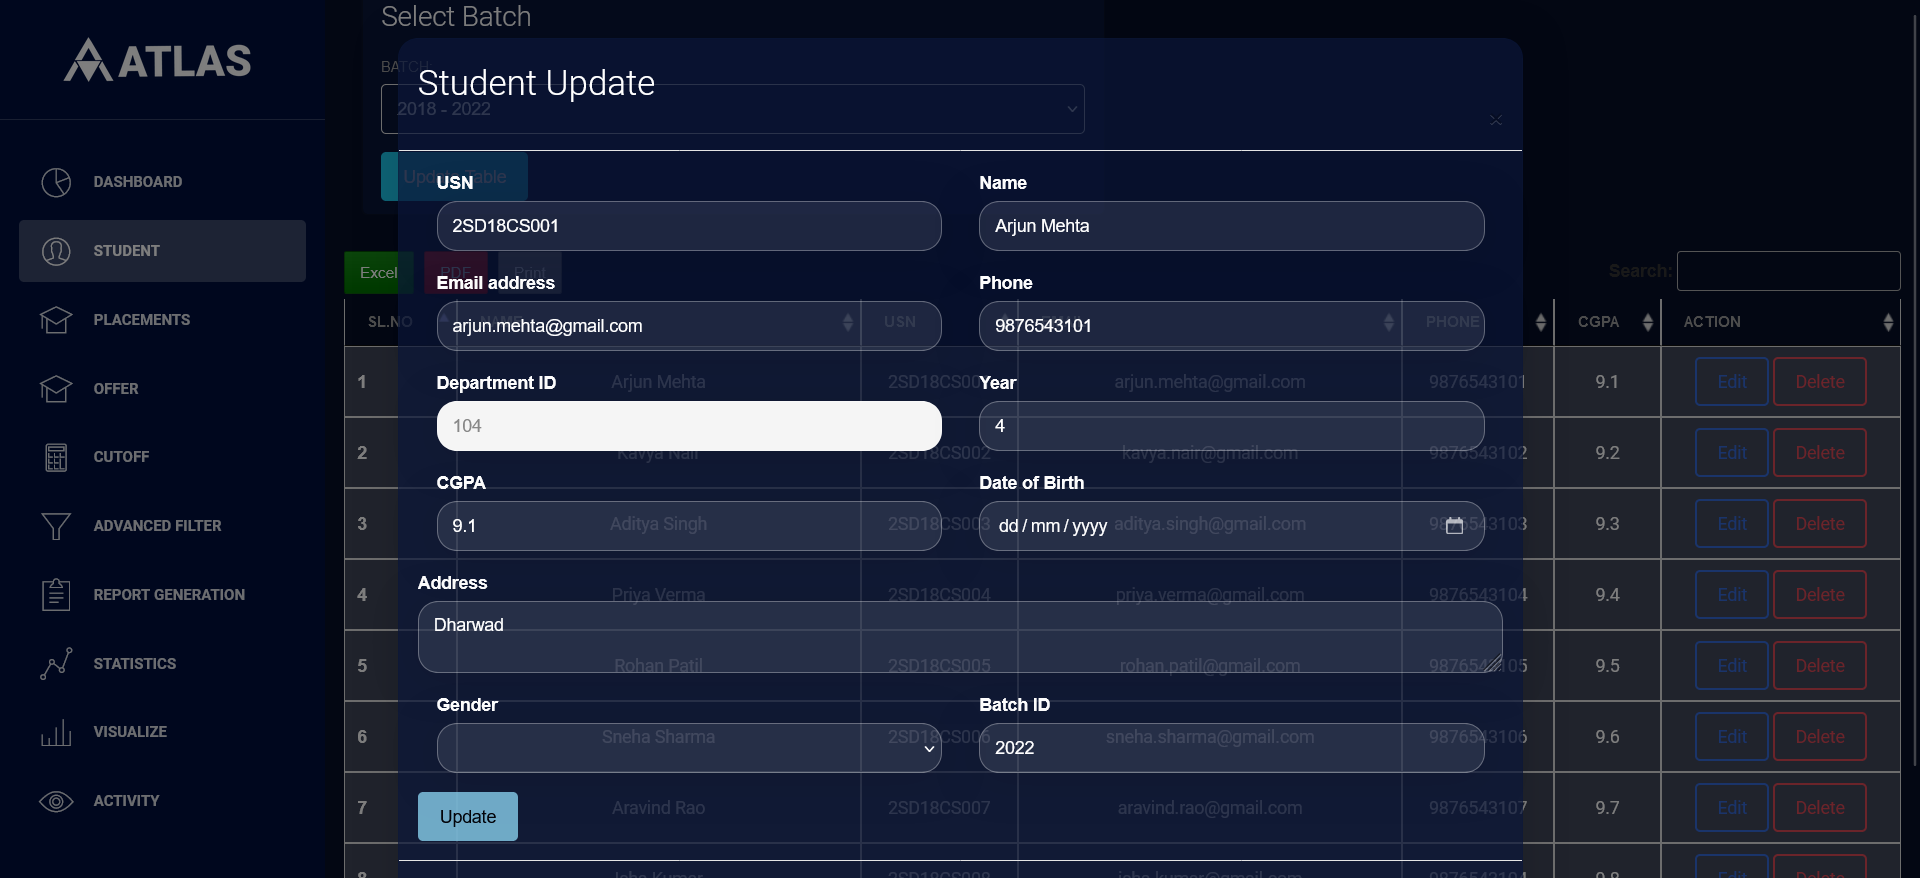 ATLAS
DASHBOARD
STUDENT
PLACEMENTS
OFFER
CUTOFF
ADVANCED FILTER
REPORT GENERATION
STATISTICS
VISUALIZE
ACTIVITY
Select Batch
BATCH
2018 - 2022
Update Table
Excel PDF Print
Search:
Student Update
USN Name
2SD18CS001 Arjun Mehta
Email address Phone
arjun.mehta@gmail.com 9876543101
Department ID Year
104 4
CGPA Date of Birth
9.1 dd / mm / yyyy
Address
Dharwad
Gender Batch ID
2022
Update
SL.NO NAME USN PHONE CGPA ACTION
1 Arjun Mehta 2SD18CS001 arjun.mehta@gmail.com 9876543101 9.1 Edit Delete
2 Kavya Nair 2SD18CS002 kavya.nair@gmail.com 9876543102 9.2 Edit Delete
3 Aditya Singh 2SD18CS003 aditya.singh@gmail.com 9876543103 9.3 Edit Delete
4 Priya Verma 2SD18CS004 priya.verma@gmail.com 9876543104 9.4 Edit Delete
5 Rohan Patil 2SD18CS005 rohan.patil@gmail.com 9876543105 9.5 Edit Delete
6 Sneha Sharma 2SD18CS006 sneha.sharma@gmail.com 9876543106 9.6 Edit Delete
7 Aravind Rao 2SD18CS007 aravind.rao@gmail.com 9876543107 9.7 Edit Delete
8 2SD18CS008 9.8 Edit Delete